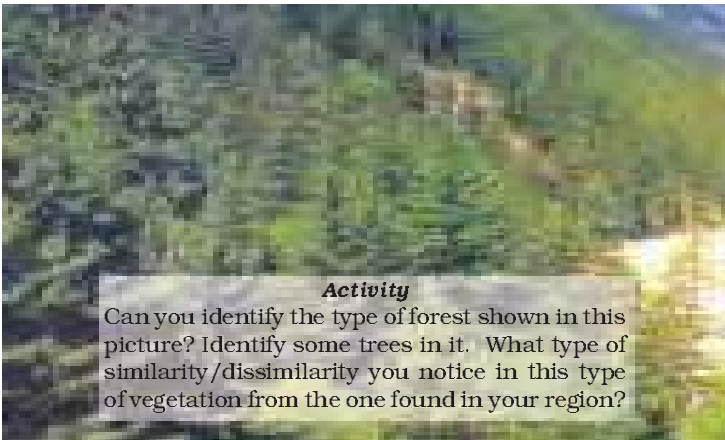 Activity
Can you identify the type of forest shown in this
picture? Identify some trees in it. What type of
similarity/dissimilarity you notice in this type
of vegetation from the one found in your region?